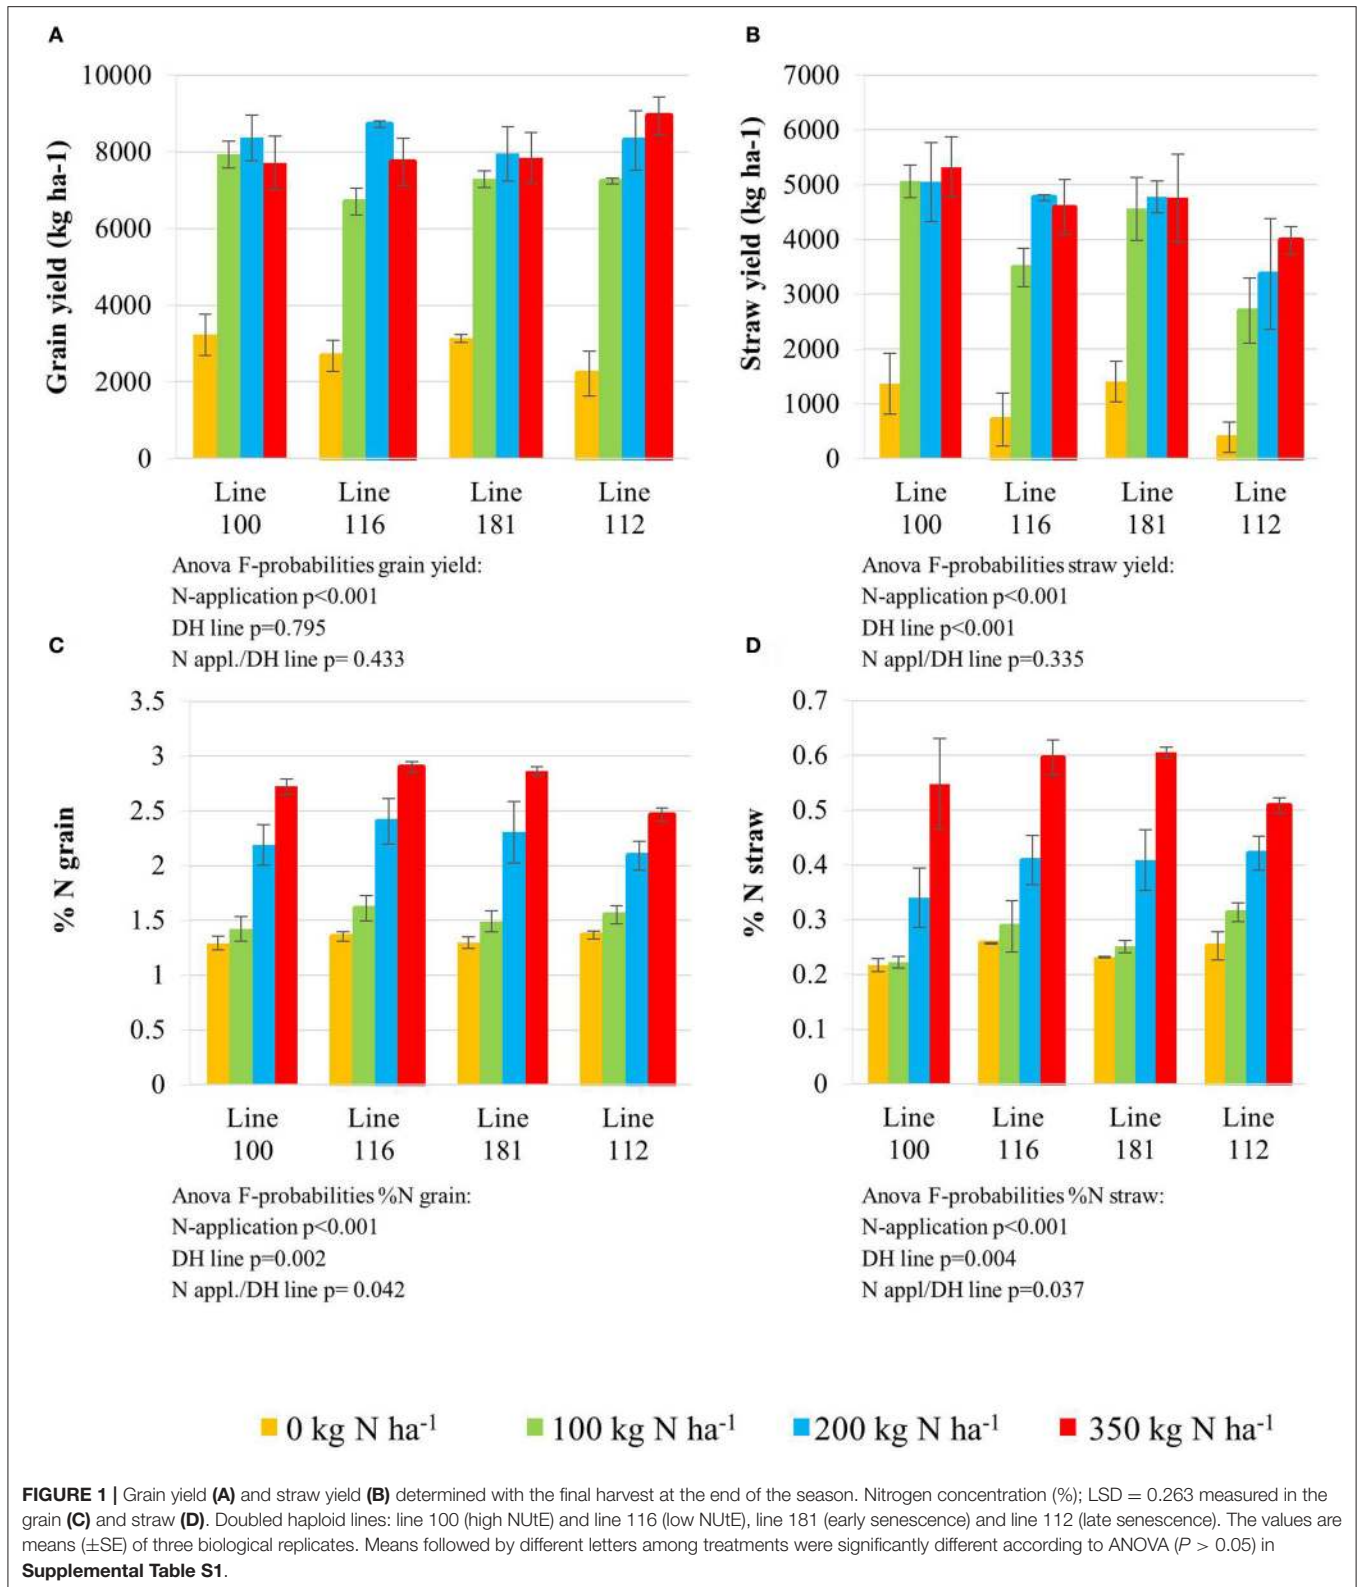 A
Grain yield (kg ha-1)
10000
8000
6000
4000
2000
0
Line 100
Line 116
Line 181
Line 112
Anova F-probabilities grain yield:
N-application p<0.001
DH line p=0.795
N appl./DH line p= 0.433
B
Straw yield (kg ha-1)
7000
6000
5000
4000
3000
2000
1000
0
Line 100
Line 116
Line 181
Line 112
Anova F-probabilities straw yield:
N-application p<0.001
DH line p<0.001
N appl/DH line p=0.335
C
% N grain
3.5
3
2.5
2
1.5
1
0.5
0
Line 100
Line 116
Line 181
Line 112
Anova F-probabilities %N grain:
N-application p<0.001
DH line p=0.002
N appl./DH line p= 0.042
D
% N straw
0.7
0.6
0.5
0.4
0.3
0.2
0.1
0
Line 100
Line 116
Line 181
Line 112
Anova F-probabilities %N straw:
N-application p<0.001
DH line p=0.004
N appl/DH line p=0.037
0 kg N ha⁻¹ 100 kg N ha⁻¹ 200 kg N ha⁻¹ 350 kg N ha⁻¹
FIGURE 1 | Grain yield (A) and straw yield (B) determined with the final harvest at the end of the season. Nitrogen concentration (%); LSD = 0.263 measured in the
grain (C) and straw (D). Doubled haploid lines: line 100 (high NUtE) and line 116 (low NUtE), line 181 (early senescence) and line 112 (late senescence). The values are
means (±SE) of three biological replicates. Means followed by different letters among treatments were significantly different according to ANOVA (P > 0.05) in
Supplemental Table S1.